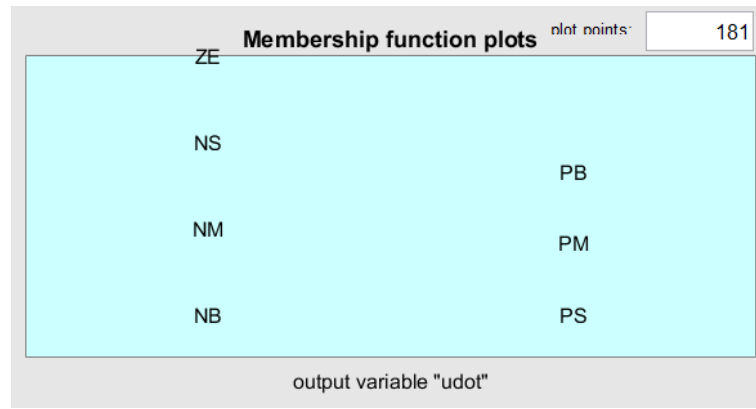 Membership function plots
plot points:
181
ZE
NS
NM
NB
PB
PM
PS
output variable "udot"